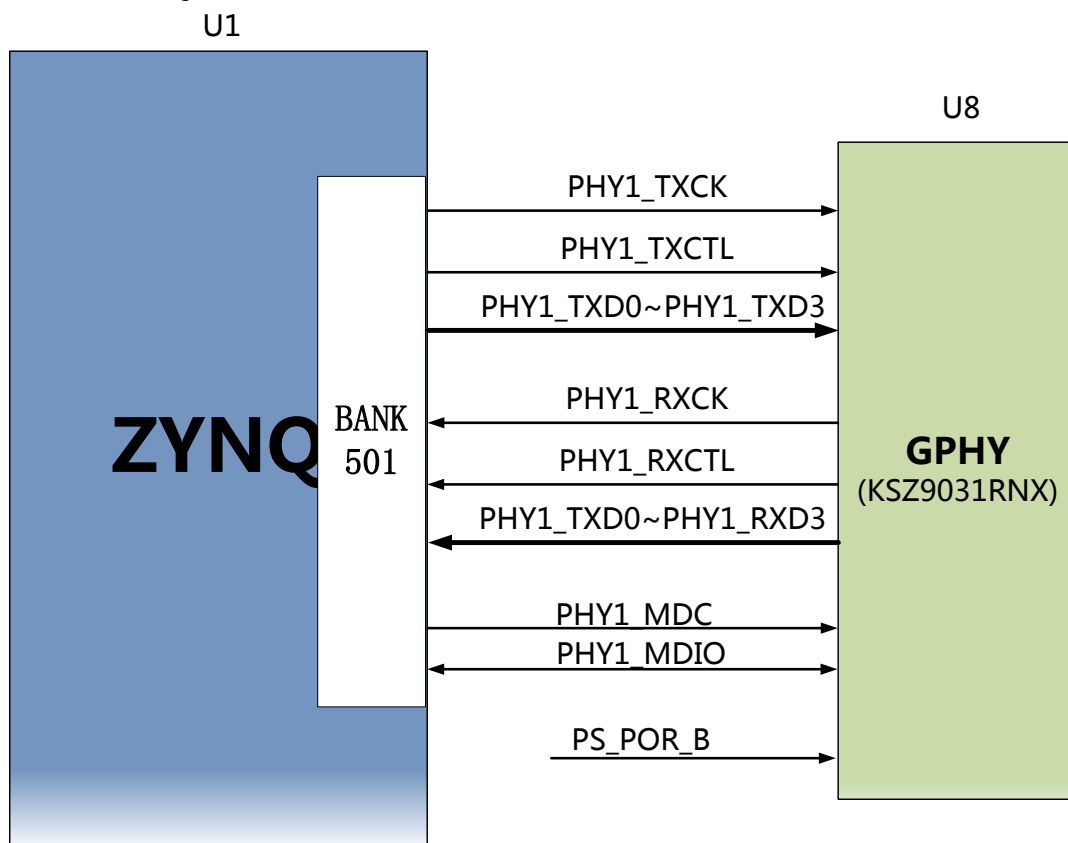 U1
U8
ZYNQ
BANK
501
PHY1_TXCK
PHY1_TXCTL
PHY1_TXD0~PHY1_TXD3
PHY1_RXCK
PHY1_RXCTL
PHY1_TXD0~PHY1_RXD3
PHY1_MDC
PHY1_MDIO
PS_POR_B
GPHY
(KSZ9031RNX)